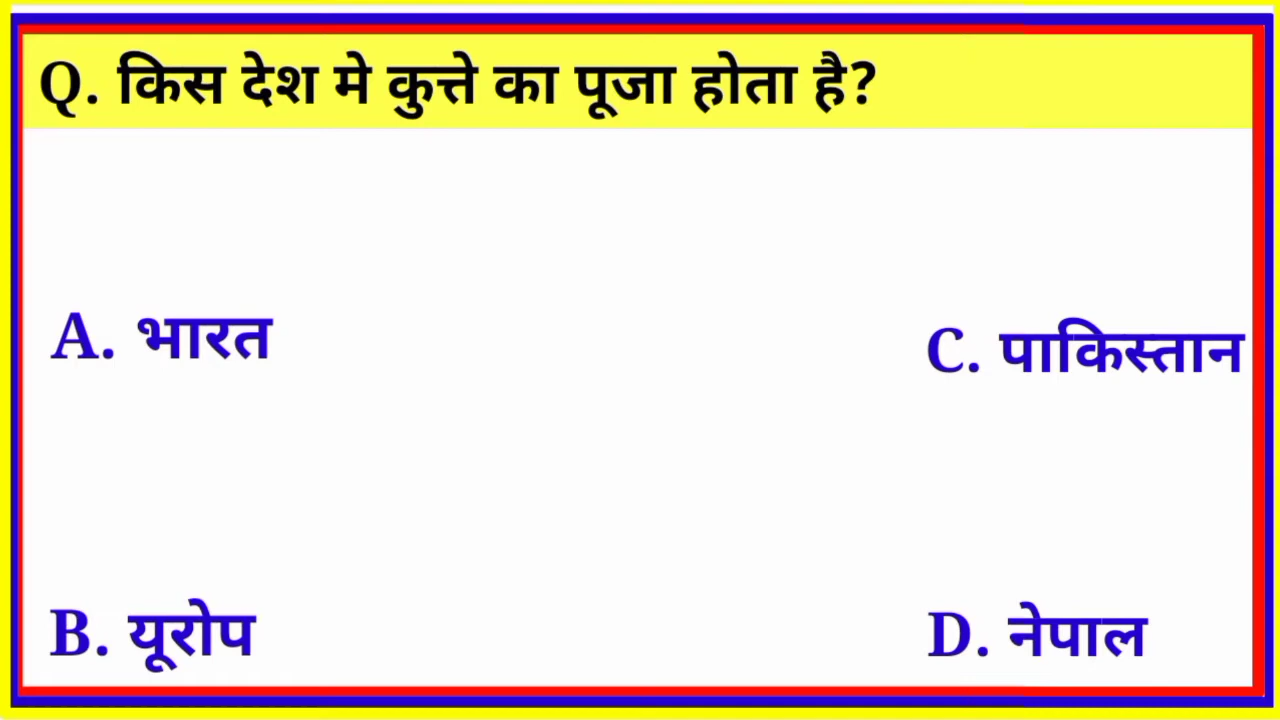 Q. किस देश मे कुत्ते का पूजा होता है?
A. भारत
C. पाकिस्तान
B. यूरोप
D. नेपाल